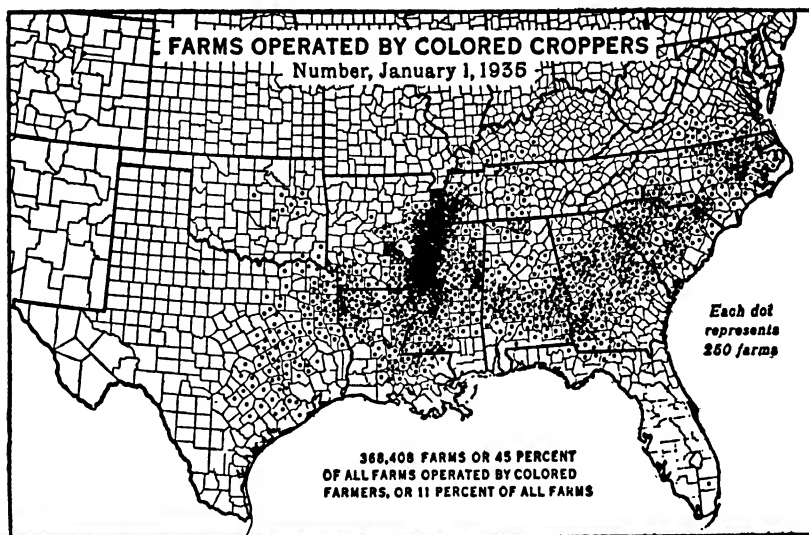 FARMS OPERATED BY COLORED CROPPERS
Number, January 1, 1935
Each dot
represents
250 farms
368,408 FARMS OR 45 PERCENT
OF ALL FARMS OPERATED BY COLORED
FARMERS, OR 11 PERCENT OF ALL FARMS